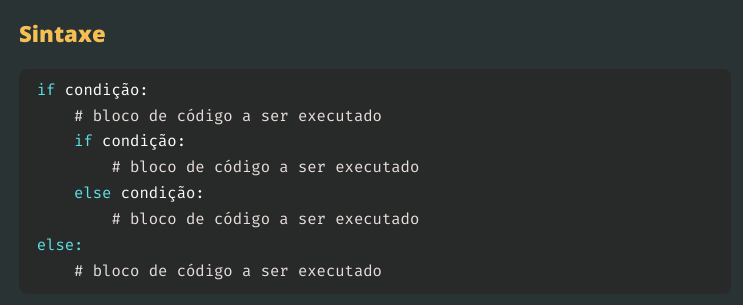 Sintaxe
if condição:
    # bloco de código a ser executado
    if condição:
        # bloco de código a ser executado
    else condição:
        # bloco de código a ser executado
else:
    # bloco de código a ser executado